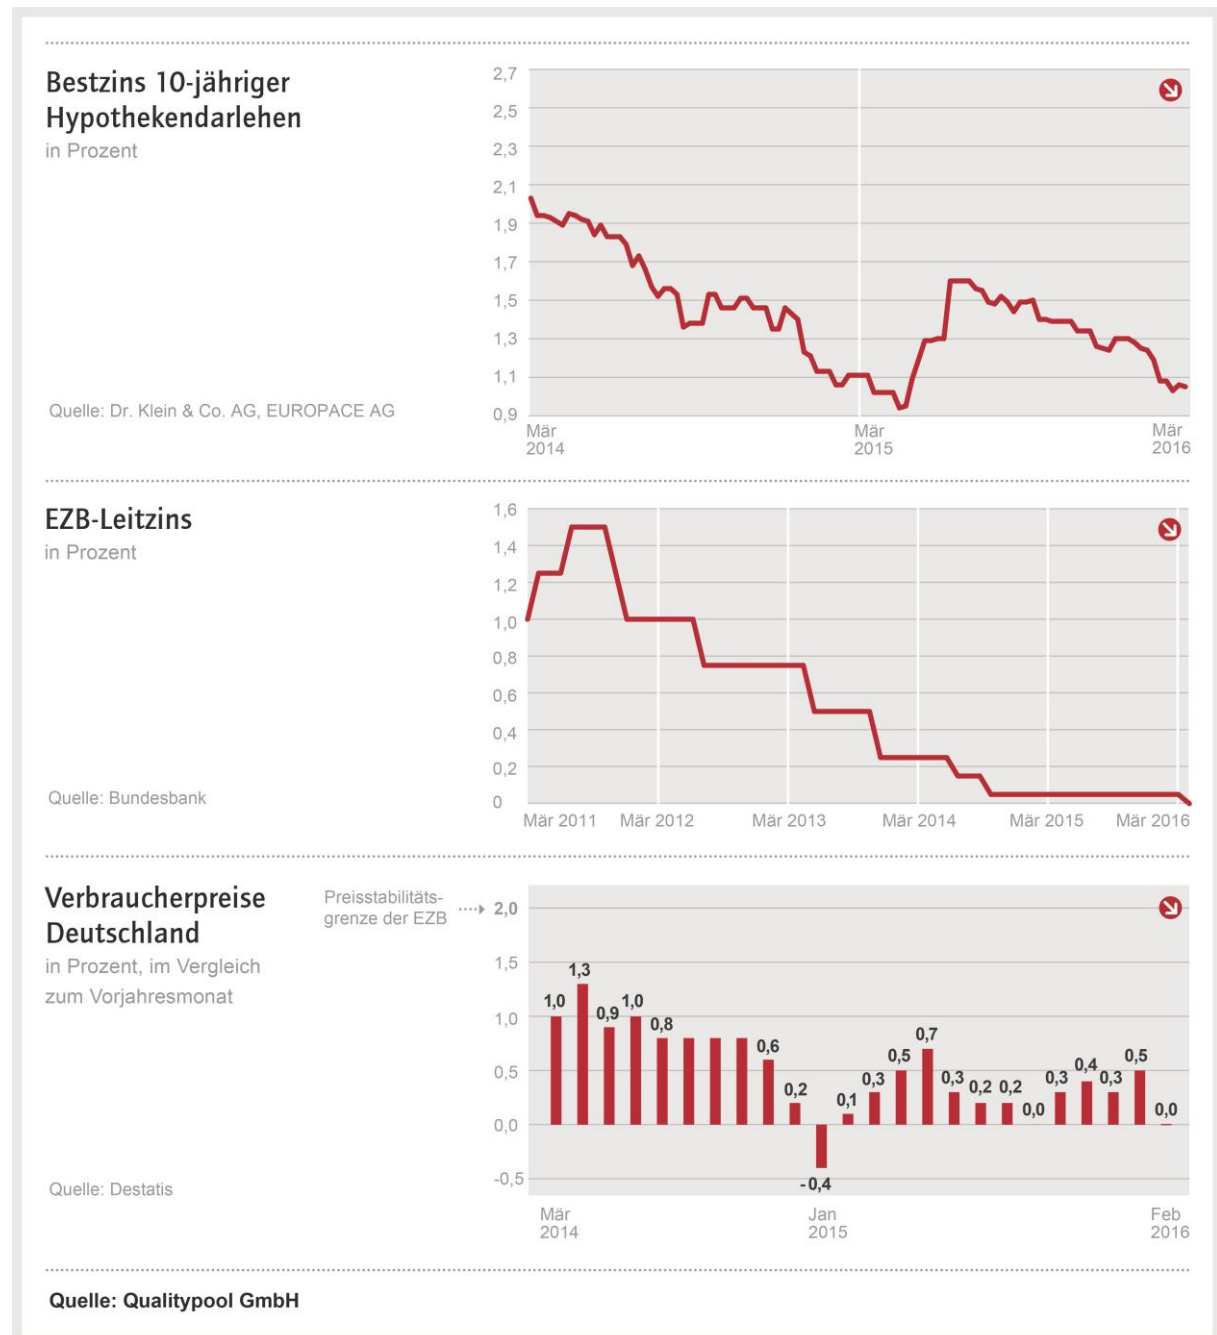 Bestzins 10-jähriger
Hypothekendarlehen
in Prozent
2,7
2,5
2,3
2,1
1,9
1,7
1,5
1,3
1,1
0,9
Mär
2014
Mär
2015
Mär
2016
Quelle: Dr. Klein & Co. AG, EUROPACE AG
EZB-Leitzins
in Prozent
1,6
1,4
1,2
1,0
0,8
0,6
0,4
0,2
0
Mär 2011 Mär 2012 Mär 2013 Mär 2014 Mär 2015 Mär 2016
Quelle: Bundesbank
Verbraucherpreise
Deutschland
in Prozent, im Vergleich
zum Vorjahresmonat
Preisstabilitäts-
grenze der EZB
2,0
1,5
1,0
0,5
0,0
-0,5
1,0 1,3 0,9 1,0 0,8 0,6 0,2 -0,4 0,1 0,3 0,5 0,7 0,3 0,2 0,2 0,0 0,3 0,4 0,3 0,5 0,0
Mär
2014
Jan
2015
Feb
2016
Quelle: Destatis
Quelle: Qualitypool GmbH